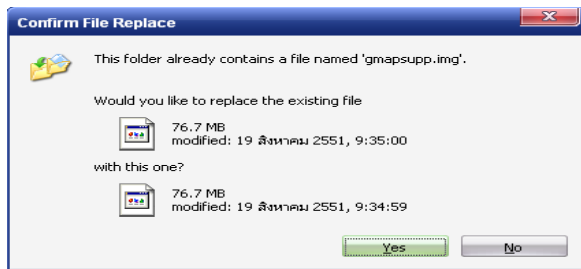 Confirm File Replace
This folder already contains a file named 'gmapsupp.img'.
Would you like to replace the existing file
76.7 MB
modified: 19 สิงหาคม 2551, 9:35:00
with this one?
76.7 MB
modified: 19 สิงหาคม 2551, 9:34:59
Yes No